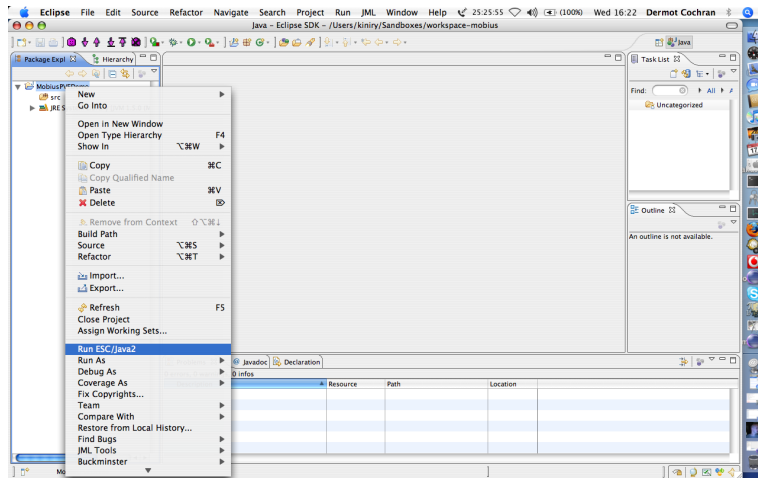 Eclipse File Edit Source Refactor Navigate Search Project Run JML Window Help 25:25:55 (100%) Wed 16:22 Dermot Cochran
Java – Eclipse SDK – /Users/kiniry/Sandboxes/workspace-mobius
Java
Package Expl Hierarchy
Task List
src
JRE S
Find: All
Uncategorized
Outline
An outline is not available.
New
Go Into
Open in New Window
Open Type Hierarchy F4
Show In ⌥⌘W
Copy ⌘C
Copy Qualified Name
Paste ⌘V
Delete ⌦
Remove from Context ⇧⌥⌘↓
Build Path
Source ⌥⌘S
Refactor ⌥⌘T
Import...
Export...
Refresh F5
Close Project
Assign Working Sets...
Run ESC/Java2
Run As
Debug As
Coverage As
Fix Copyrights...
Team
Compare With
Restore from Local History...
Find Bugs
JML Tools
Buckminster
@ Javadoc Declaration
0 infos
Resource Path Location
Mo